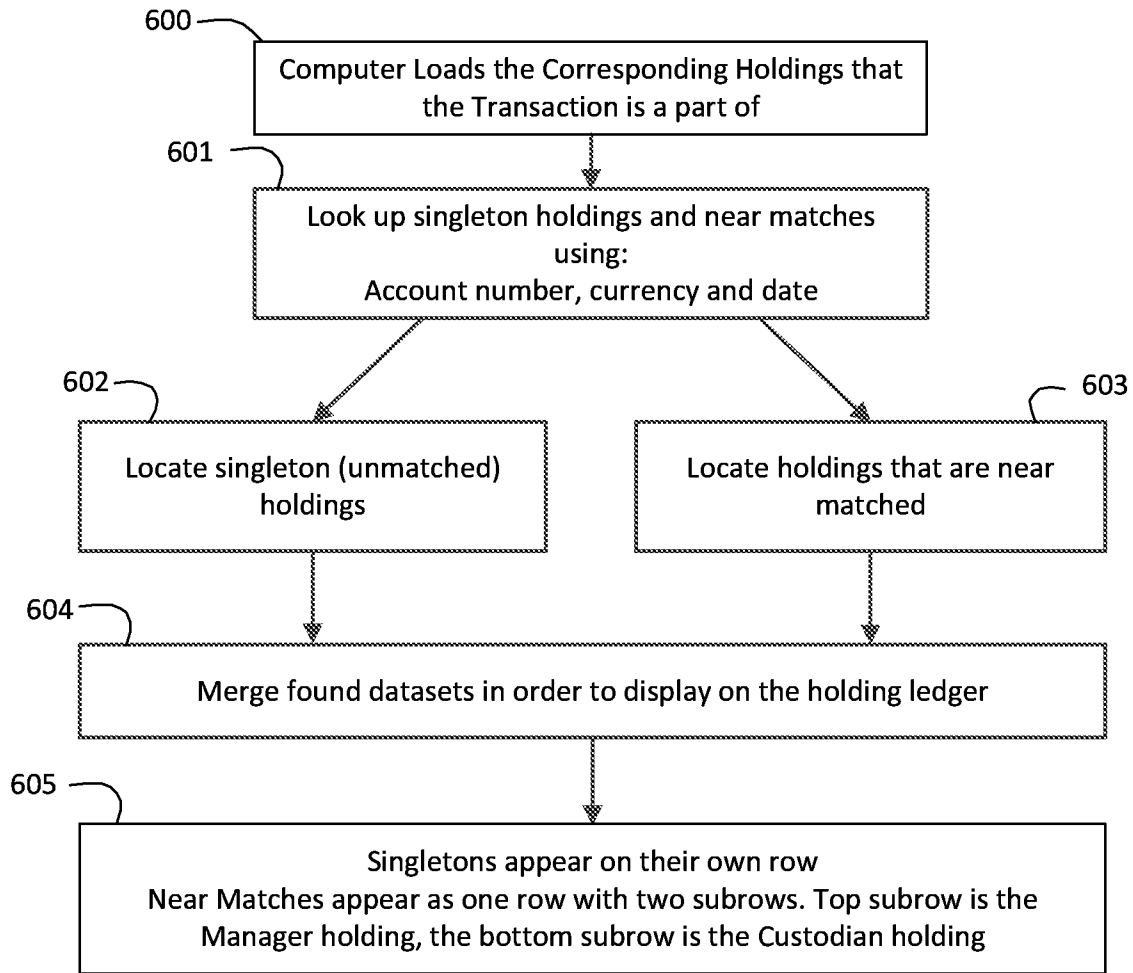 600
Computer Loads the Corresponding Holdings that
the Transaction is a part of
601
Look up singleton holdings and near matches
using:
Account number, currency and date
602
603
Locate singleton (unmatched)
holdings
Locate holdings that are near
matched
604
Merge found datasets in order to display on the holding ledger
605
Singletons appear on their own row
Near Matches appear as one row with two subrows. Top subrow is the
Manager holding, the bottom subrow is the Custodian holding